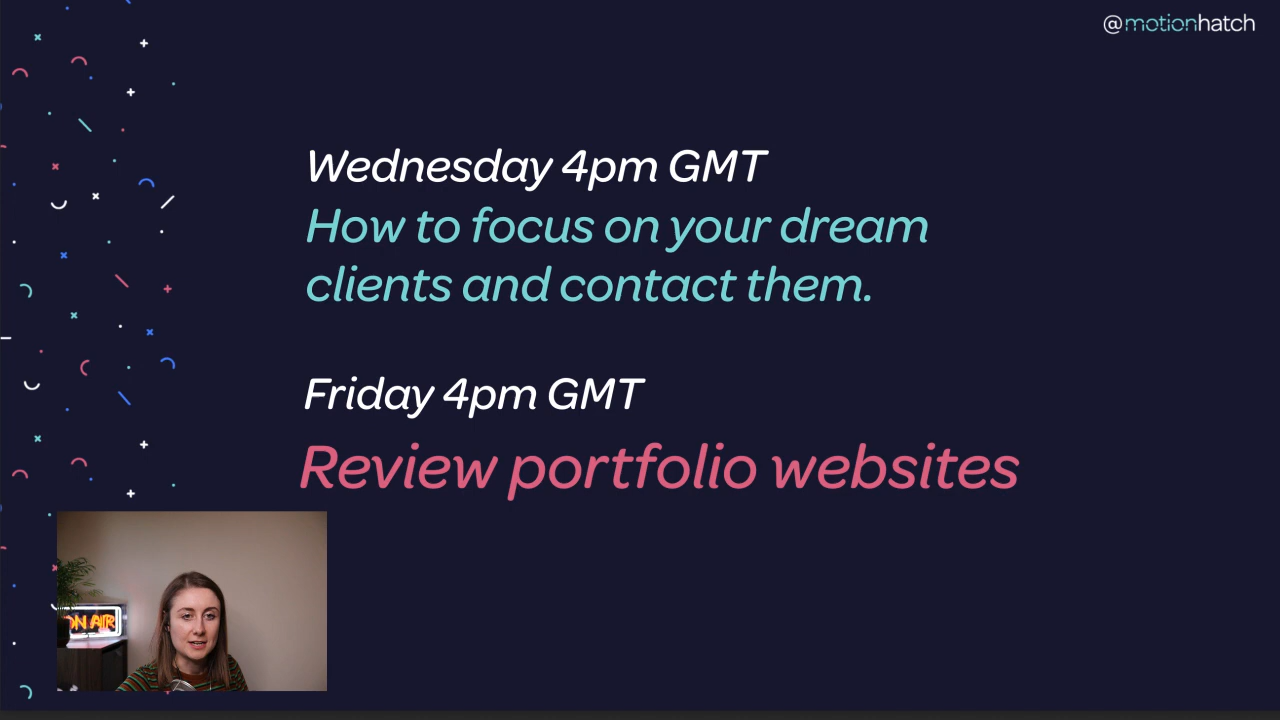 @motionhatch
Wednesday 4pm GMT
How to focus on your dream
clients and contact them.
Friday 4pm GMT
Review portfolio websites
ON AIR